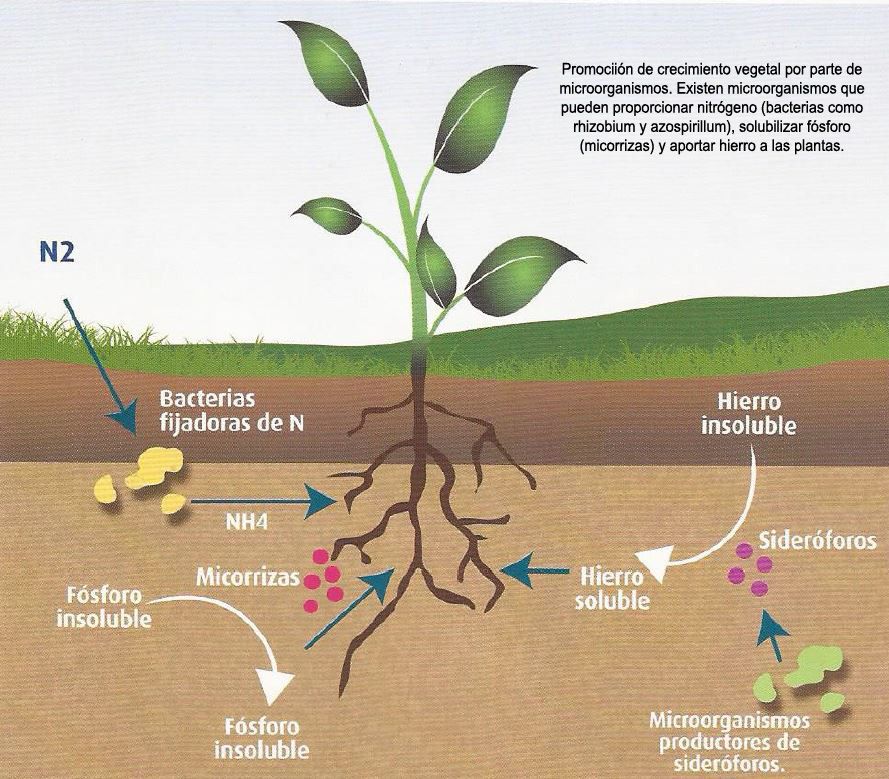 Promociión de crecimiento vegetal por parte de
microorganismos. Existen microorganismos que
pueden proporcionar nitrógeno (bacterias como
rhizobium y azospirillum), solubilizar fósforo
(micorrizas) y aportar hierro a las plantas.
N2
Bacterias
fijadoras de N
NH4
Hierro
insoluble
Sideróforos
Hierro
soluble
Micorrizas
Fósforo
insoluble
Fósforo
insoluble
Microorganismos
productores de
sideróforos.